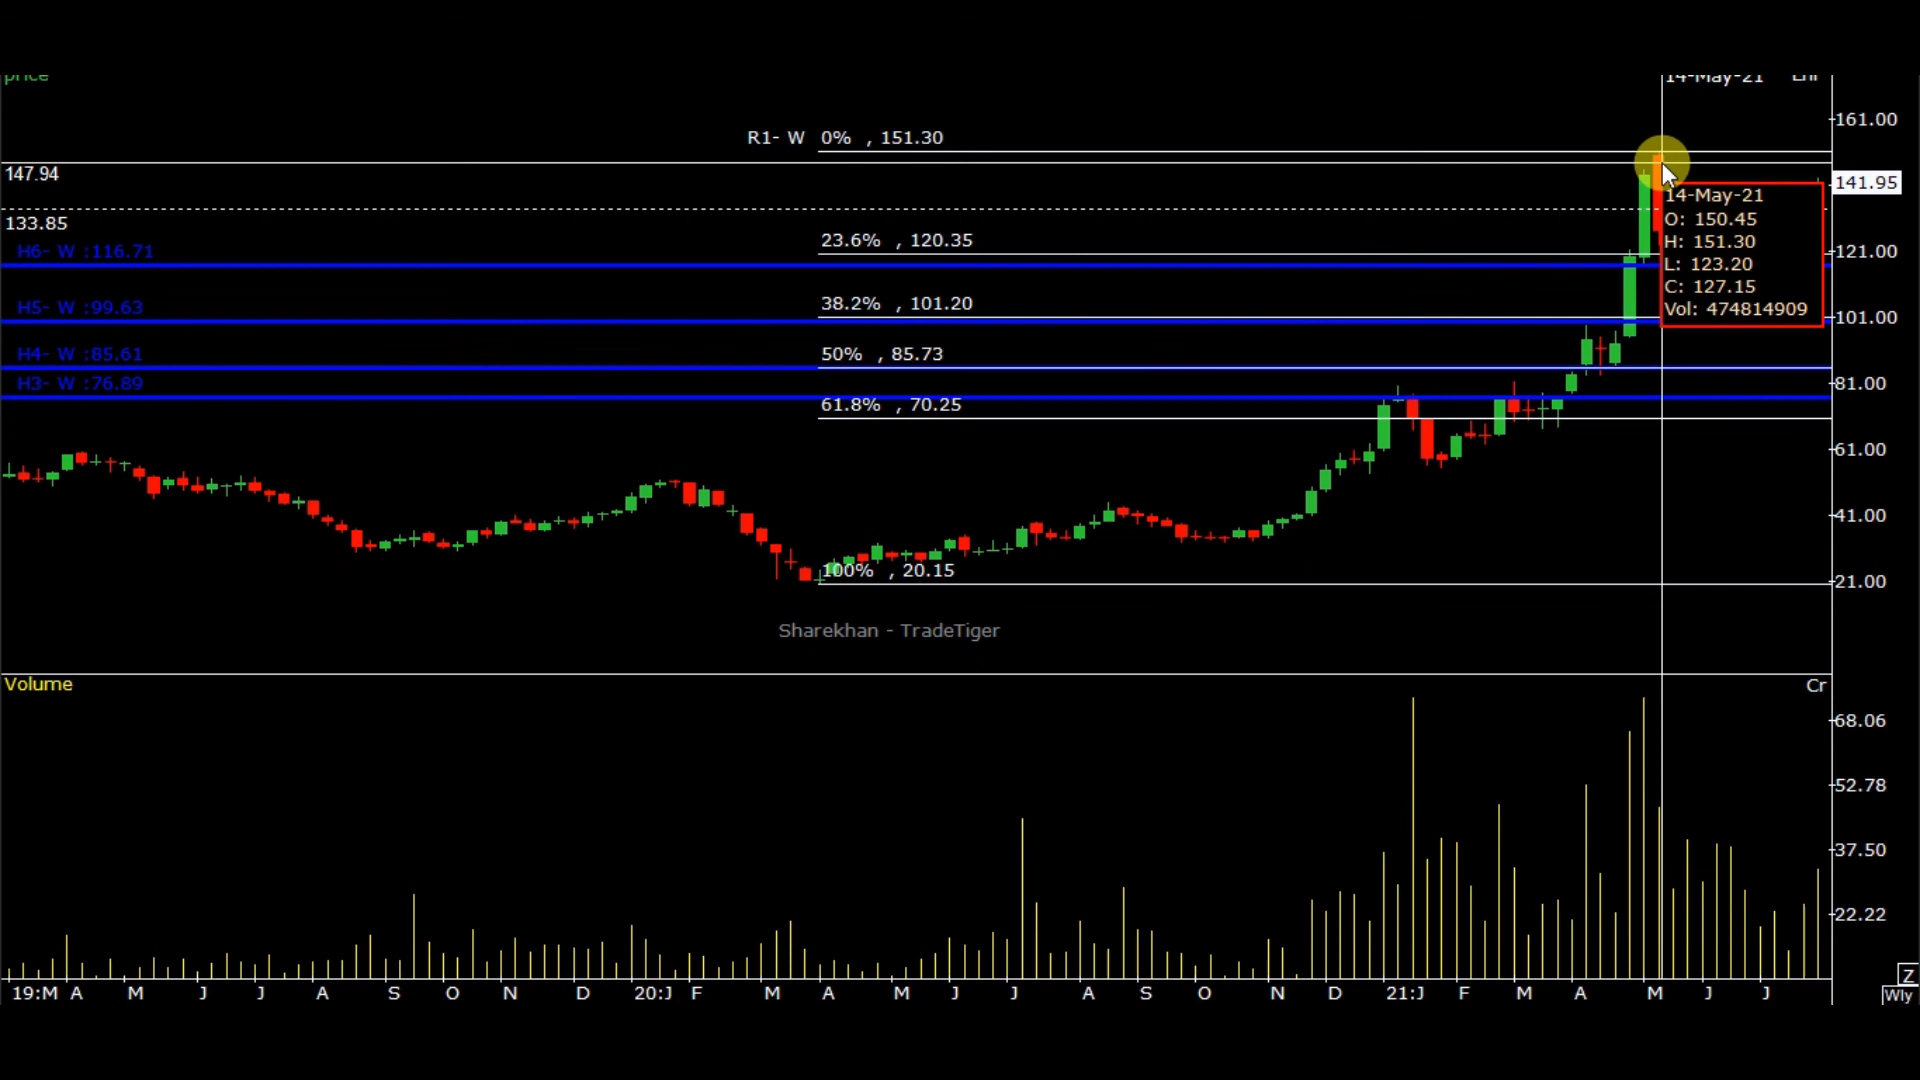 price
14-May-21
161.00
R1- W 0% , 151.30
147.94
141.95
14-May-21
O: 150.45
133.85
H: 151.30
23.6% , 120.35
H6- W :116.71
121.00
L: 123.20
C: 127.15
38.2% , 101.20
H5- W :99.63
Vol: 474814909
101.00
H4- W :85.61
50% , 85.73
H3- W :76.89
81.00
61.8% , 70.25
61.00
41.00
100% , 20.15
21.00
Sharekhan - TradeTiger
Volume
Cr
68.06
52.78
37.50
22.22
Z
19:M A M J J A S O N D 20:J F M A M J J A S O N D 21:J F M A M J J
Wly